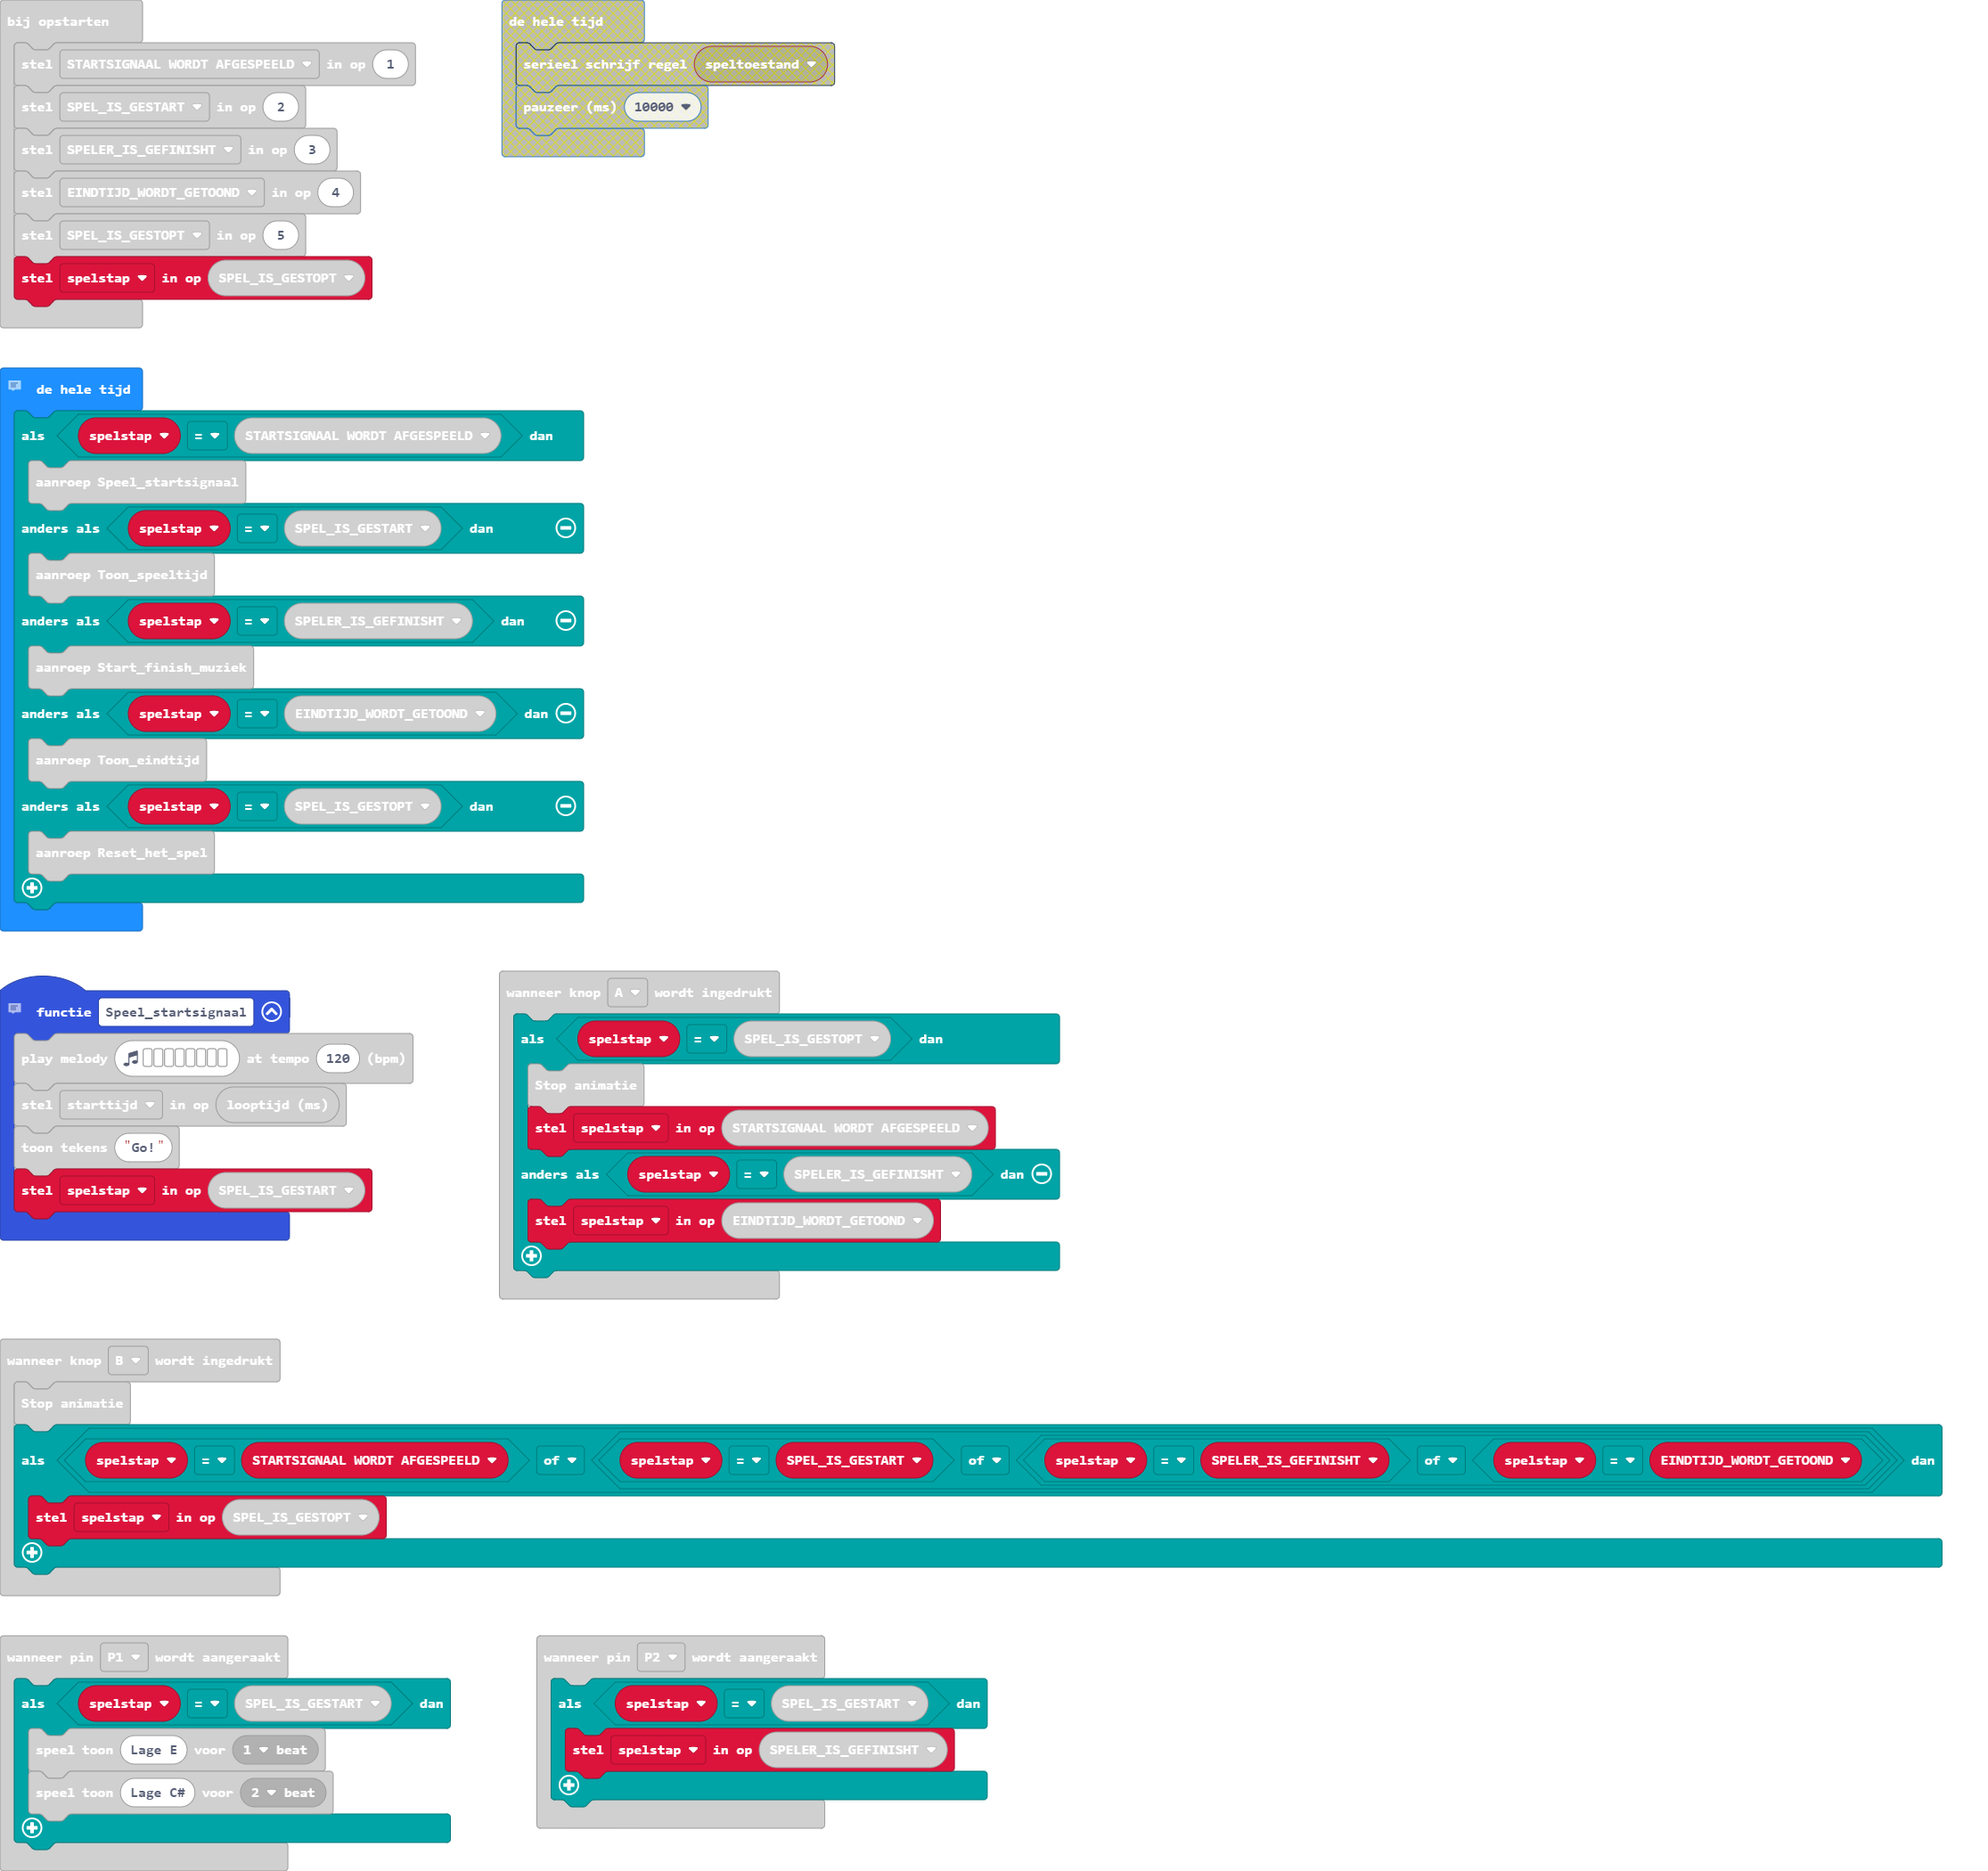 bij opstarten
stel STARTSIGNAAL WORDT AFGESPEELD in op 1
stel SPEL_IS_GESTART in op 2
stel SPELER_IS_GEFINISHT in op 3
stel EINDTIJD_WORDT_GETOOND in op 4
stel SPEL_IS_GESTOPT in op 5
stel spelstap in op SPEL_IS_GESTOPT
de hele tijd
serieel schrijf regel speltoestand
pauzeer (ms) 10000
de hele tijd
als spelstap = STARTSIGNAAL WORDT AFGESPEELD dan
aanroep Speel_startsignaal
anders als spelstap = SPEL_IS_GESTART dan
aanroep Toon_speeltijd
anders als spelstap = SPELER_IS_GEFINISHT dan
aanroep Start_finish_muziek
anders als spelstap = EINDTIJD_WORDT_GETOOND dan
aanroep Toon_eindtijd
anders als spelstap = SPEL_IS_GESTOPT dan
aanroep Reset_het_spel
functie Speel_startsignaal
play melody at tempo 120 (bpm)
stel starttijd in op looptijd (ms)
toon tekens "Go!"
stel spelstap in op SPEL_IS_GESTART
wanneer knop A wordt ingedrukt
als spelstap = SPEL_IS_GESTOPT dan
Stop animatie
stel spelstap in op STARTSIGNAAL WORDT AFGESPEELD
anders als spelstap = SPELER_IS_GEFINISHT dan
stel spelstap in op EINDTIJD_WORDT_GETOOND
wanneer knop B wordt ingedrukt
Stop animatie
als spelstap = STARTSIGNAAL WORDT AFGESPEELD of spelstap = SPEL_IS_GESTART of spelstap = SPELER_IS_GEFINISHT of spelstap = EINDTIJD_WORDT_GETOOND dan
stel spelstap in op SPEL_IS_GESTOPT
wanneer pin P1 wordt aangeraakt
als spelstap = SPEL_IS_GESTART dan
speel toon Lage E voor 1 beat
speel toon Lage C# voor 2 beat
wanneer pin P2 wordt aangeraakt
als spelstap = SPEL_IS_GESTART dan
stel spelstap in op SPELER_IS_GEFINISHT